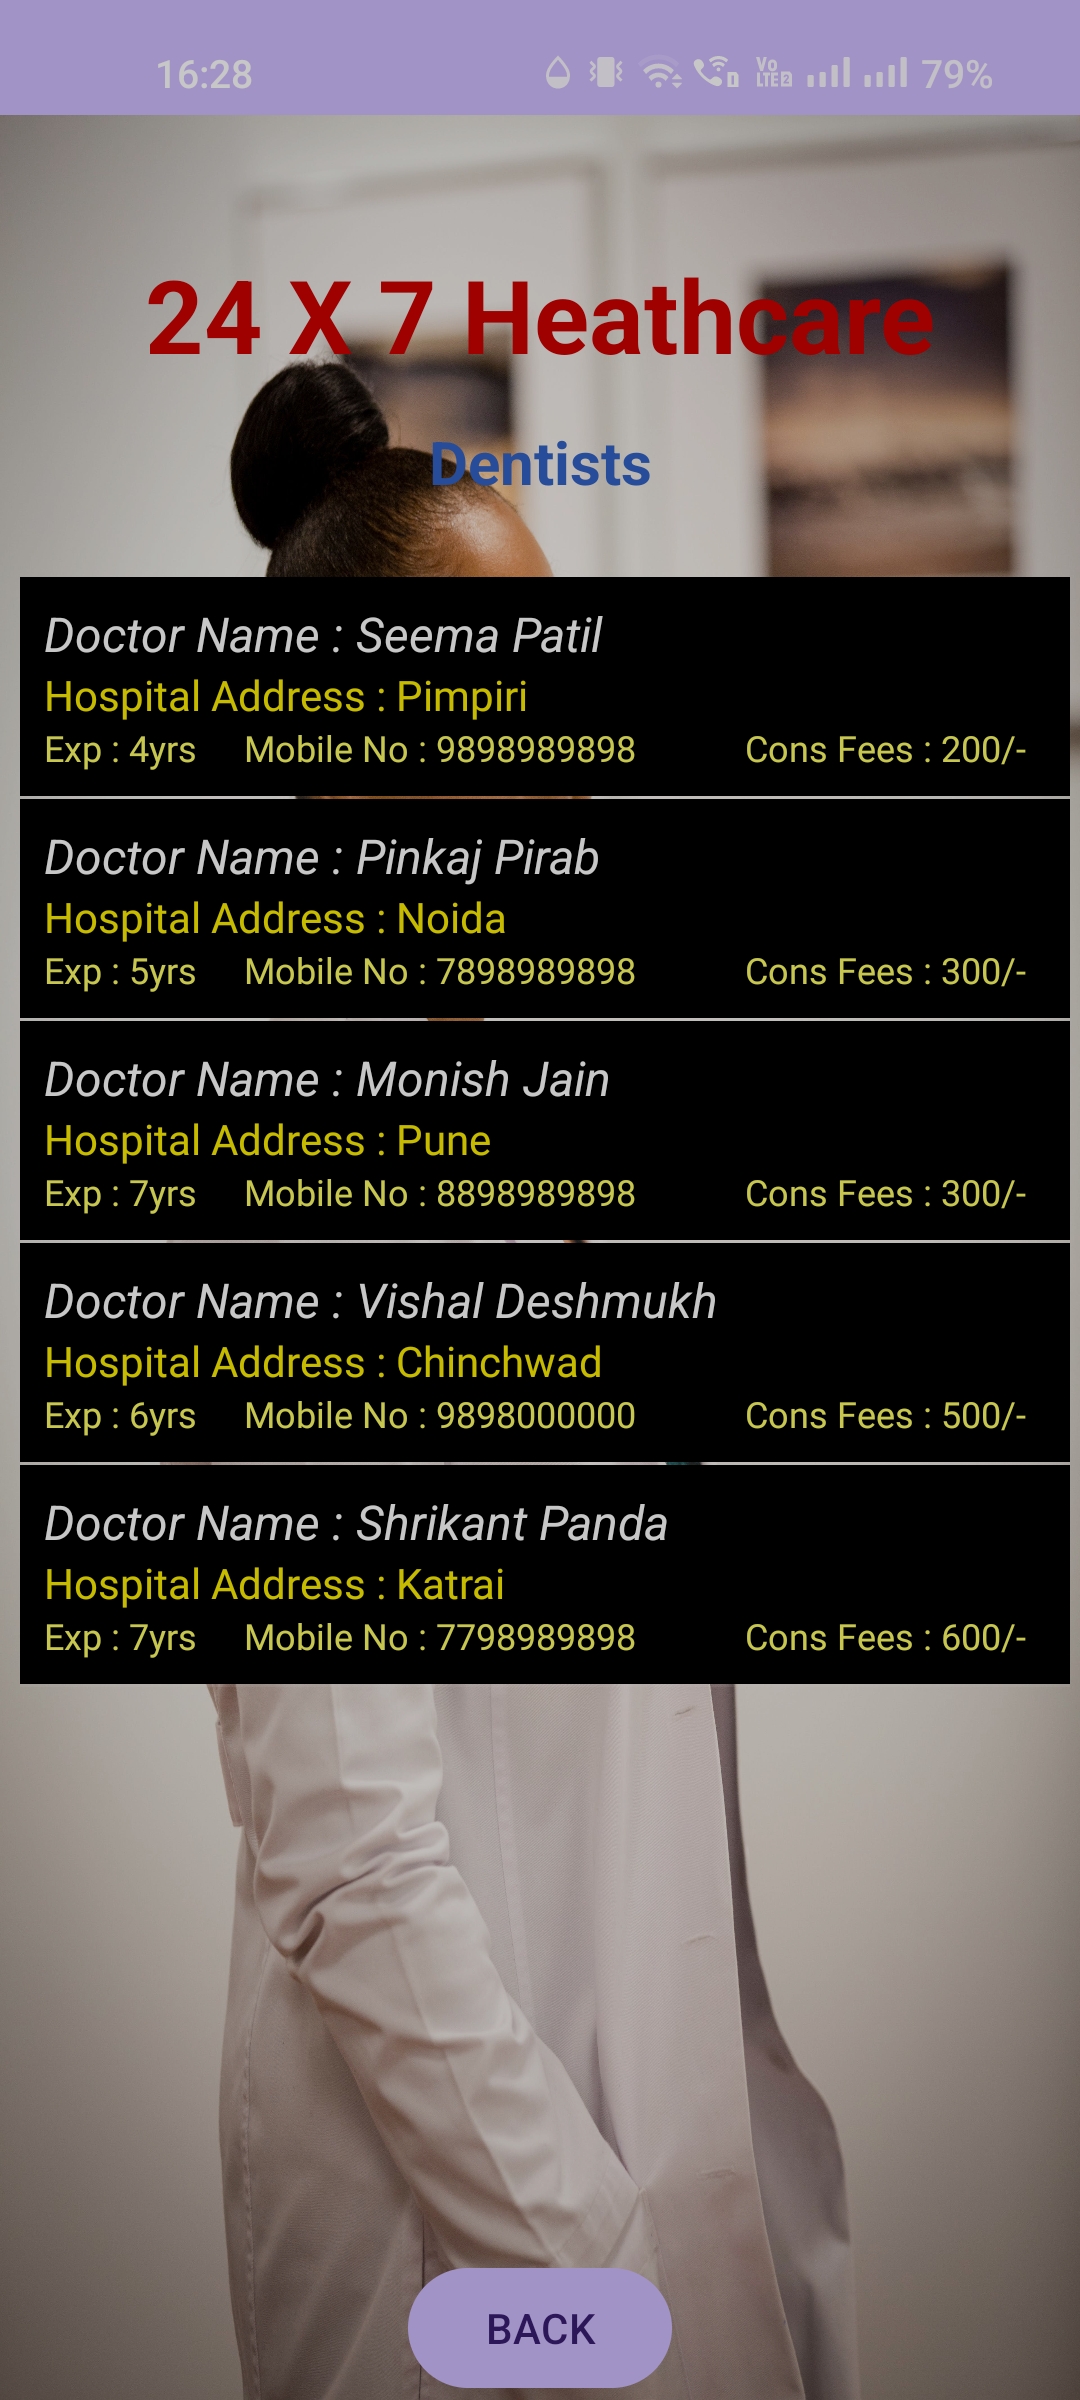 16:28 Vo LTE 2 79%
24 X 7 Heathcare
Dentists
Doctor Name : Seema Patil
Hospital Address : Pimpiri
Exp : 4yrs Mobile No : 9898989898 Cons Fees : 200/-
Doctor Name : Pinkaj Pirab
Hospital Address : Noida
Exp : 5yrs Mobile No : 7898989898 Cons Fees : 300/-
Doctor Name : Monish Jain
Hospital Address : Pune
Exp : 7yrs Mobile No : 8898989898 Cons Fees : 300/-
Doctor Name : Vishal Deshmukh
Hospital Address : Chinchwad
Exp : 6yrs Mobile No : 9898000000 Cons Fees : 500/-
Doctor Name : Shrikant Panda
Hospital Address : Katrai
Exp : 7yrs Mobile No : 7798989898 Cons Fees : 600/-
BACK